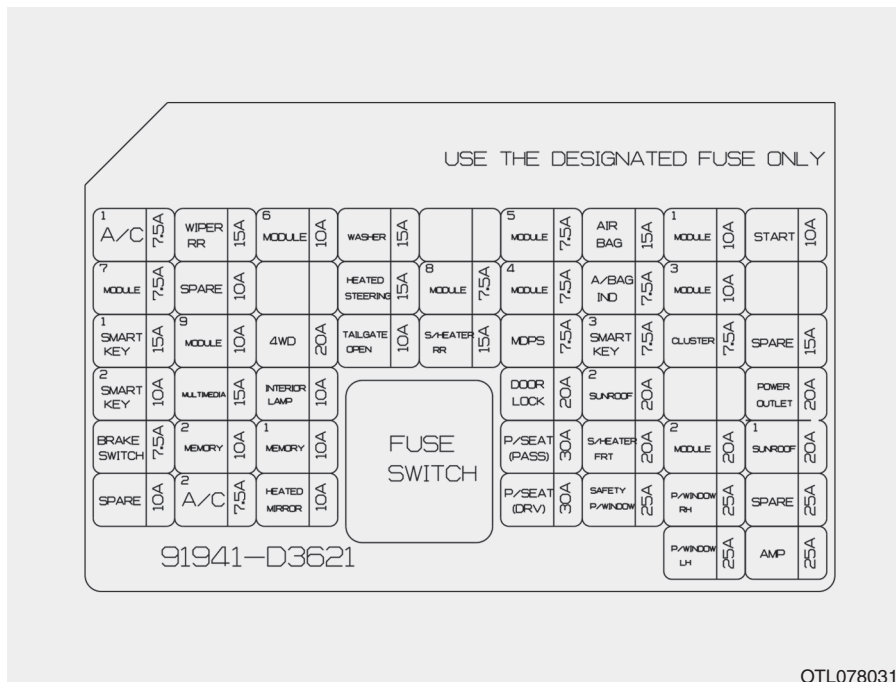 USE THE DESIGNATED FUSE ONLY
1 A/C 7.5A WIPER RR 15A 6 MODULE 10A WASHER 15A 5 MODULE 7.5A AIR BAG 15A 1 MODULE 10A START 10A
7 MODULE 7.5A SPARE 10A HEATED STEERING 15A 8 MODULE 7.5A 4 MODULE 7.5A A/BAG IND 7.5A 3 MODULE 10A
1 SMART KEY 15A 9 MODULE 10A 4WD 20A TAILGATE OPEN 10A S/HEATER RR 15A MDPS 7.5A 3 SMART KEY 7.5A CLUSTER 7.5A SPARE 15A
2 SMART KEY 10A MULTIMEDIA 15A INTERIOR LAMP 10A DOOR LOCK 20A 2 SUNROOF 20A POWER OUTLET 20A
BRAKE SWITCH 7.5A 2 MEMORY 10A 1 MEMORY 10A FUSE SWITCH P/SEAT (PASS) 30A S/HEATER FRT 20A 2 MODULE 20A 1 SUNROOF 20A
SPARE 10A 2 A/C 7.5A HEATED MIRROR 10A P/SEAT (DRV) 30A SAFETY P/WINDOW 25A P/WINDOW RH 25A SPARE 25A
91941-D3621 P/WINDOW LH 25A AMP 25A
OTL078031